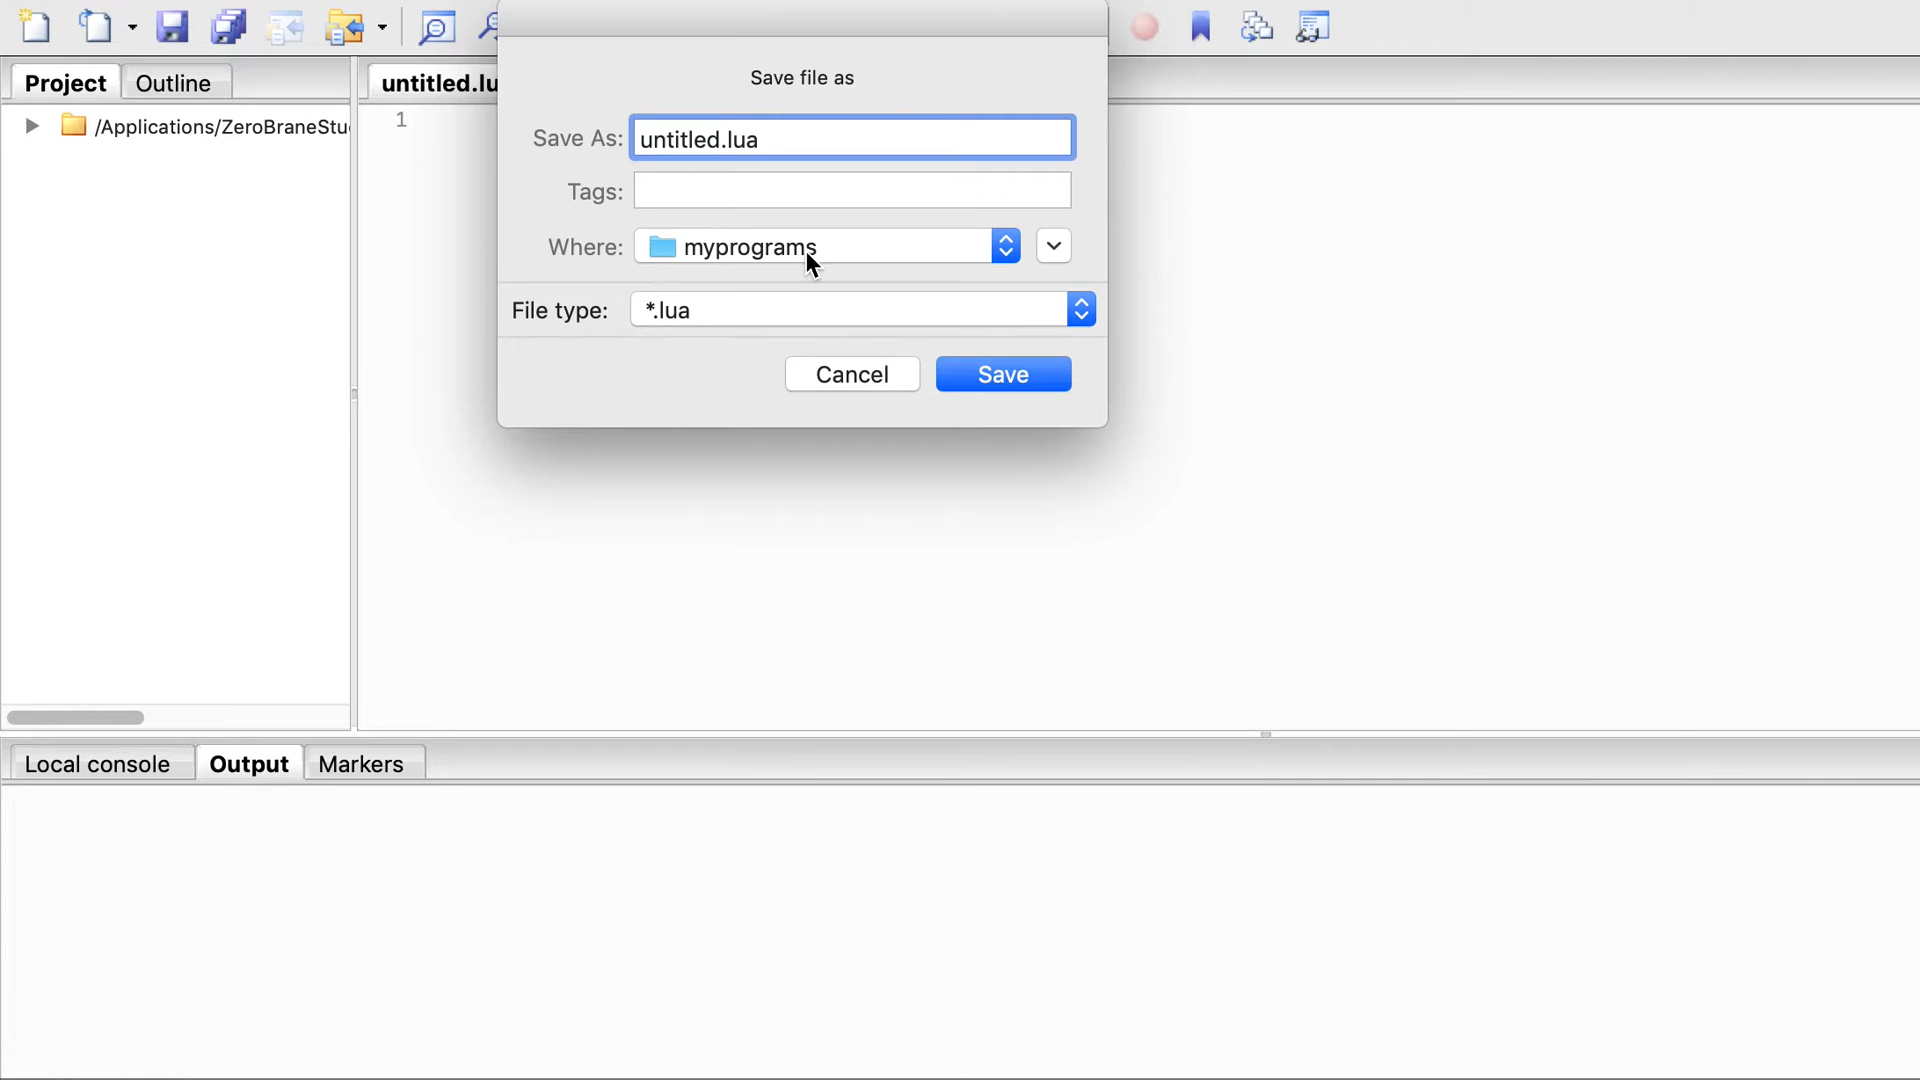 Save file as
Project
Outline
untitled.lu
Save As:
untitled.lua
/Applications/ZeroBraneStu
1
Tags:
Where:
myprograms
File type:
*.lua
Cancel
Save
Local console
Output
Markers